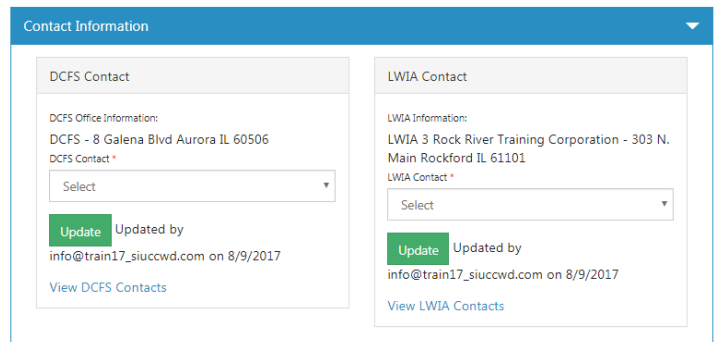 Contact Information
DCFS Contact
DCFS Office Information:
DCFS - 8 Galena Blvd Aurora IL 60506
DCFS Contact *
Select
Update Updated by
info@train17_siuccwd.com on 8/9/2017
View DCFS Contacts
LWIA Contact
LWIA Information:
LWIA 3 Rock River Training Corporation - 303 N.
Main Rockford IL 61101
LWIA Contact *
Select
Update Updated by
info@train17_siuccwd.com on 8/9/2017
View LWIA Contacts